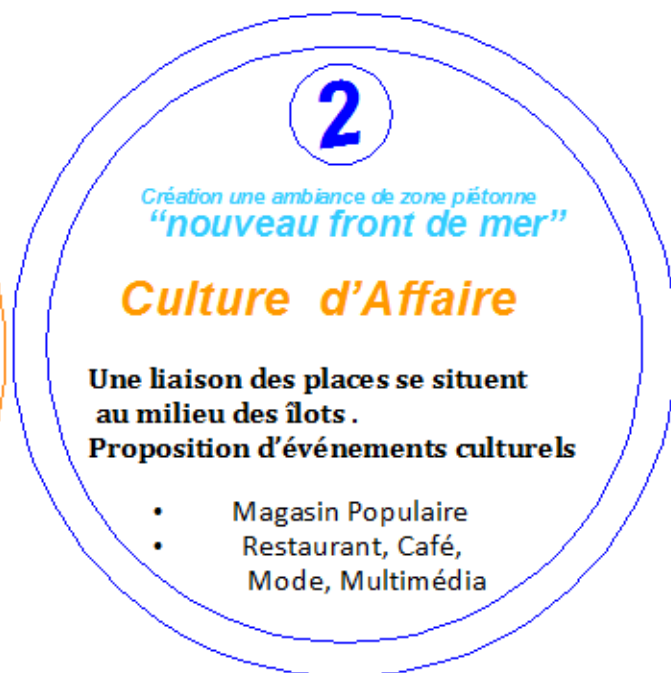 2
Création une ambiance de zone piétonne
“nouveau front de mer”
Culture d’Affaire
Une liaison des places se situent
au milieu des îlots .
Proposition d’événements culturels
• Magasin Populaire
• Restaurant, Café,
Mode, Multimédia